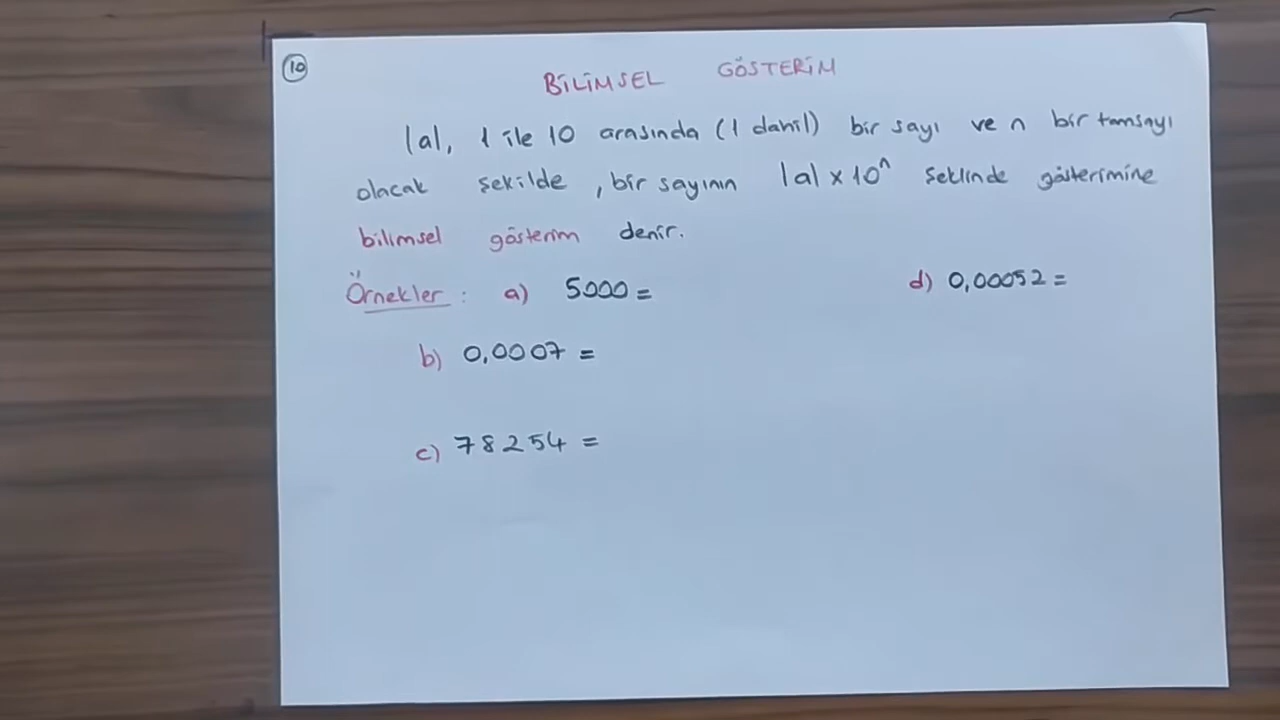 10
BİLİMSEL GÖSTERİM
|a|, 1 ile 10 arasında (1 dahil) bir sayı ve n bir tamsayı
olacak şekilde, bir sayının |a| x 10ⁿ şeklinde gösterimine
bilimsel gösterim denir.
Örnekler: a) 5000 = d) 0,00052 =
b) 0,0007 =
c) 78254 =